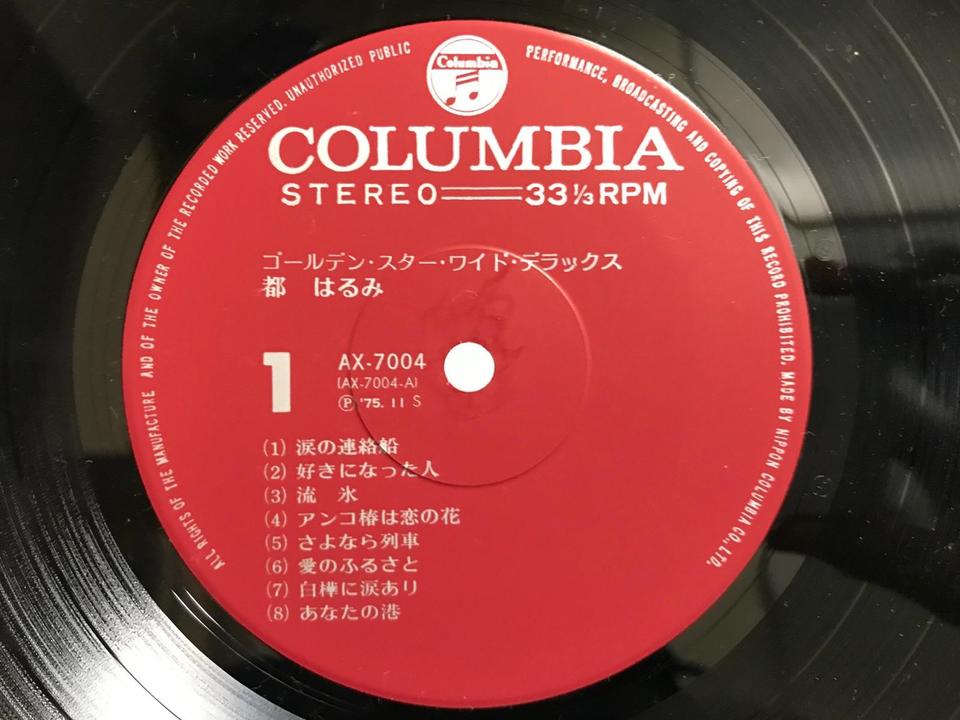 ALL RIGHTS OF THE MANUFACTURE AND OF THE OWNER OF THE RECORDED WORK RESERVED. UNAUTHORIZED PUBLIC PERFORMANCE, BROADCASTING AND COPYING OF THIS RECORD PROHIBITED. MADE BY NIPPON COLUMBIA CO., LTD.
Columbia
COLUMBIA
STEREO 33 1/3 RPM
ゴールデン・スター・ワイド・デラックス
都 はるみ
1
AX-7004
(AX-7004-A)
Ⓟ '75. 11 S
(1) 涙の連絡船
(2) 好きになった人
(3) 流 氷
(4) アンコ椿は恋の花
(5) さよなら列車
(6) 愛のふるさと
(7) 白樺に涙あり
(8) あなたの港